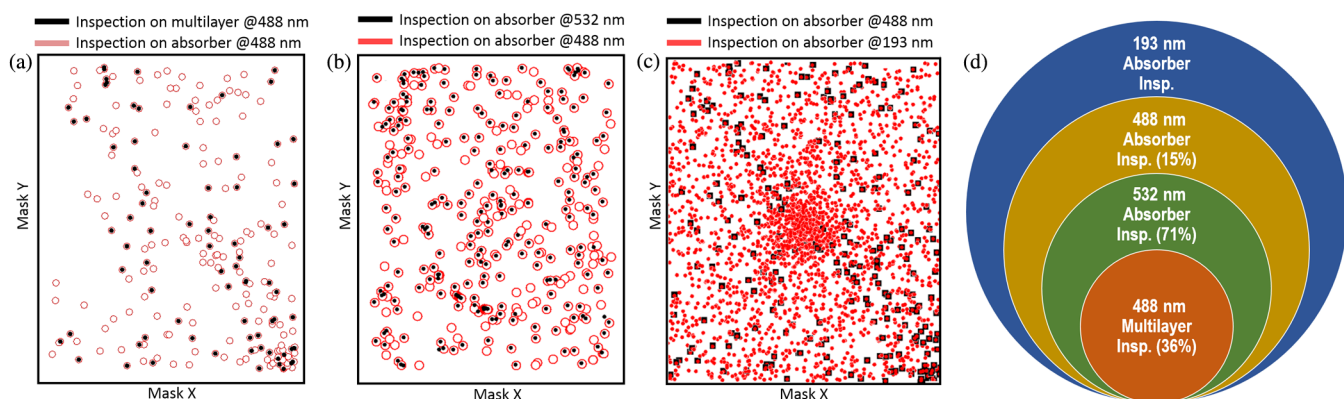 Inspection on multilayer @488 nm
Inspection on absorber @488 nm
Inspection on absorber @532 nm
Inspection on absorber @488 nm
Inspection on absorber @488 nm
Inspection on absorber @193 nm
(a)
Mask Y
Mask X
(b)
Mask Y
Mask X
(c)
Mask Y
Mask X
(d)
193 nm
Absorber
Insp.
488 nm
Absorber
Insp. (15%)
532 nm
Absorber
Insp. (71%)
488 nm
Multilayer
Insp. (36%)